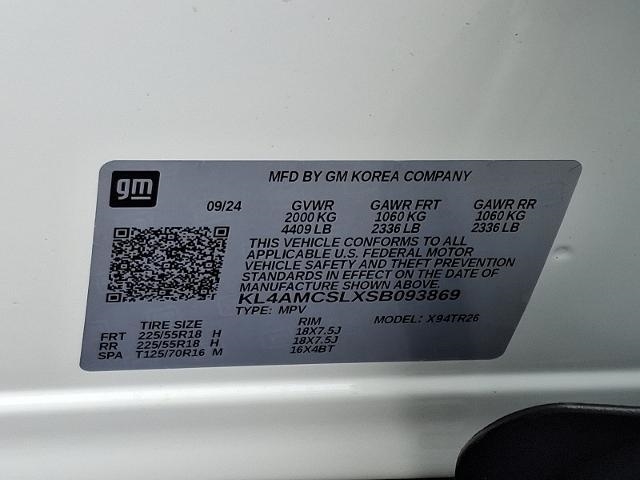 gm
MFD BY GM KOREA COMPANY
09/24 GVWR GAWR FRT GAWR RR
2000 KG 1060 KG 1060 KG
4409 LB 2336 LB 2336 LB
THIS VEHICLE CONFORMS TO ALL
APPLICABLE U.S. FEDERAL MOTOR
VEHICLE SAFETY AND THEFT PREVENTION
STANDARDS IN EFFECT ON THE DATE OF
MANUFACTURE SHOWN ABOVE.
KL4AMCSLXSB093869
TYPE: MPV MODEL: X94TR26
TIRE SIZE RIM
FRT 225/55R18 H 18X7.5J
RR 225/55R18 H 18X7.5J
SPA T125/70R16 M 16X4BT